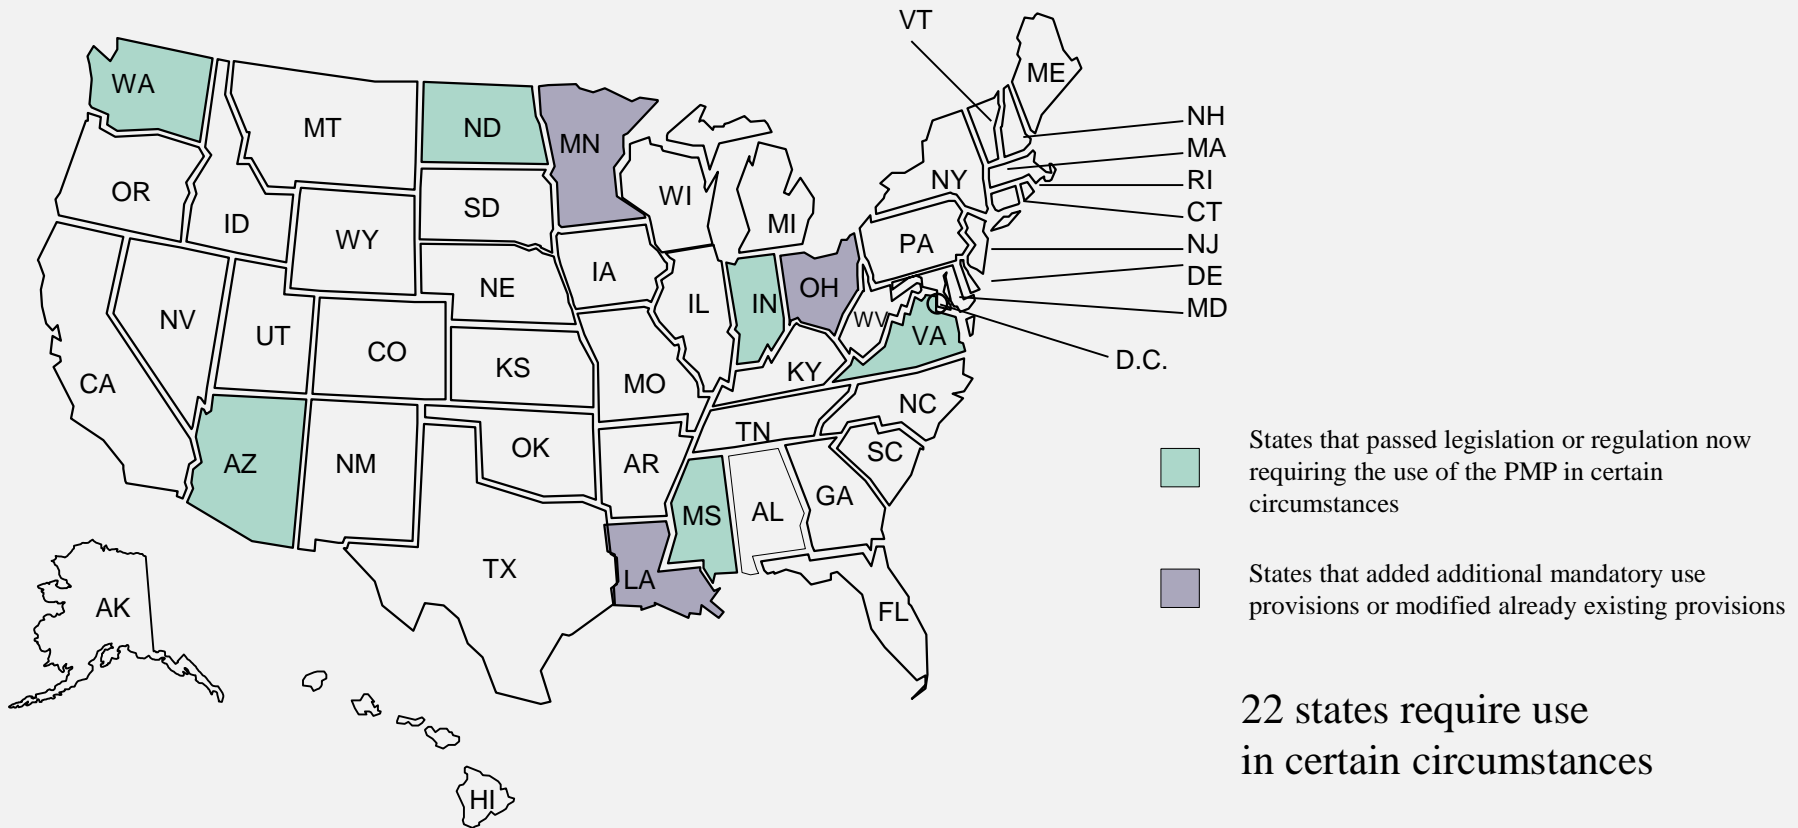 VT
ME
WA
MT
ND
MN
NH
MA
RI
CT
NJ
DE
MD
D.C.
OR
ID
WY
SD
WI
MI
NY
PA
NV
UT
CO
NE
IA
IL
IN
OH
WV
VA
CA
KS
MO
KY
NC
TN
SC
AZ
NM
OK
AR
MS
AL
GA
TX
LA
FL
AK
HI
States that passed legislation or regulation now
requiring the use of the PMP in certain
circumstances
States that added additional mandatory use
provisions or modified already existing provisions
22 states require use
in certain circumstances